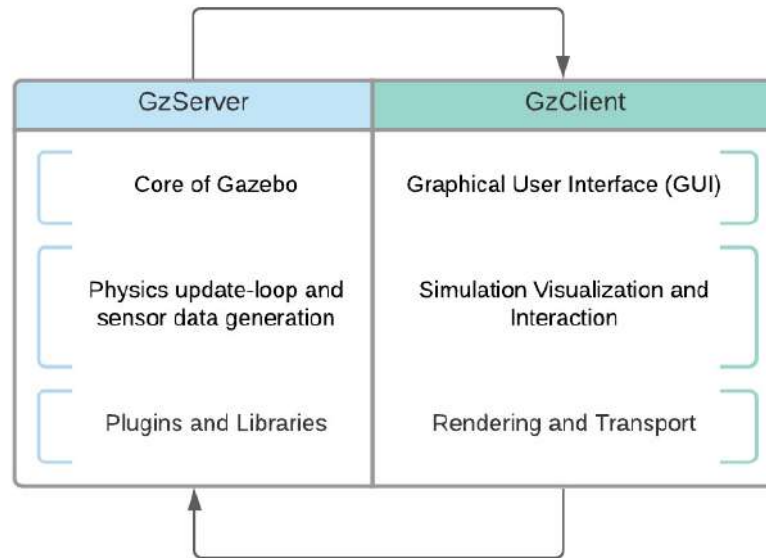 GzServer
GzClient
Core of Gazebo
Graphical User Interface (GUI)
Physics update-loop and
sensor data generation
Simulation Visualization and
Interaction
Plugins and Libraries
Rendering and Transport